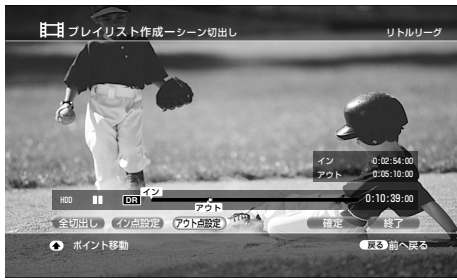 プレイリスト作成ーシーン切出し
リトルリーグ
イン 0:02:54:00
アウト 0:05:10:00
イン
HDD DR 0:10:39:00
アウト
全切出し イン点設定 アウト点設定 確定 終了
ポイント移動 戻る 前へ戻る